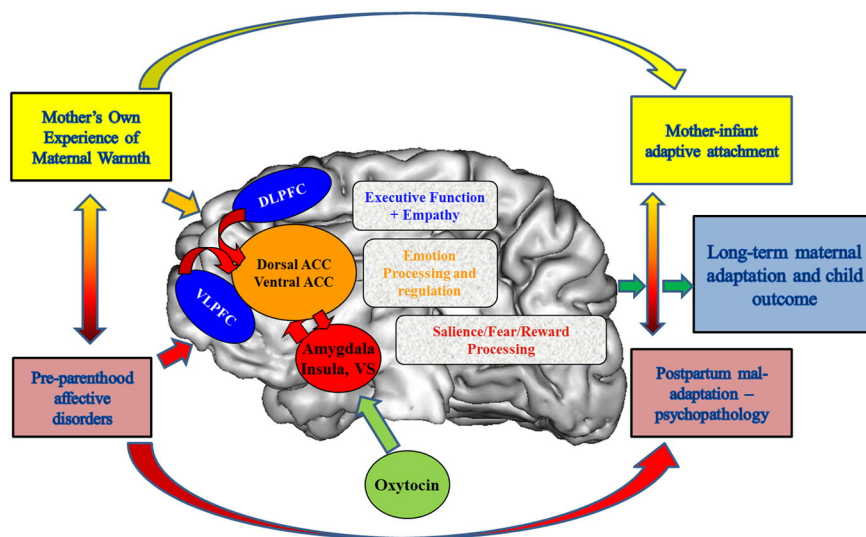 Mother's Own
Experience of
Maternal Warmth
Mother-infant
adaptive attachment
DLPFC
Executive Function
+ Empathy
Dorsal ACC
Ventral ACC
Emotion
Processing and
regulation
Long-term maternal
adaptation and child
outcome
VLPFC
Salience/Fear/Reward
Processing
Amygdala
Insula, VS
Pre-parenthood
affective
disorders
Postpartum mal-
adaptation –
psychopathology
Oxytocin